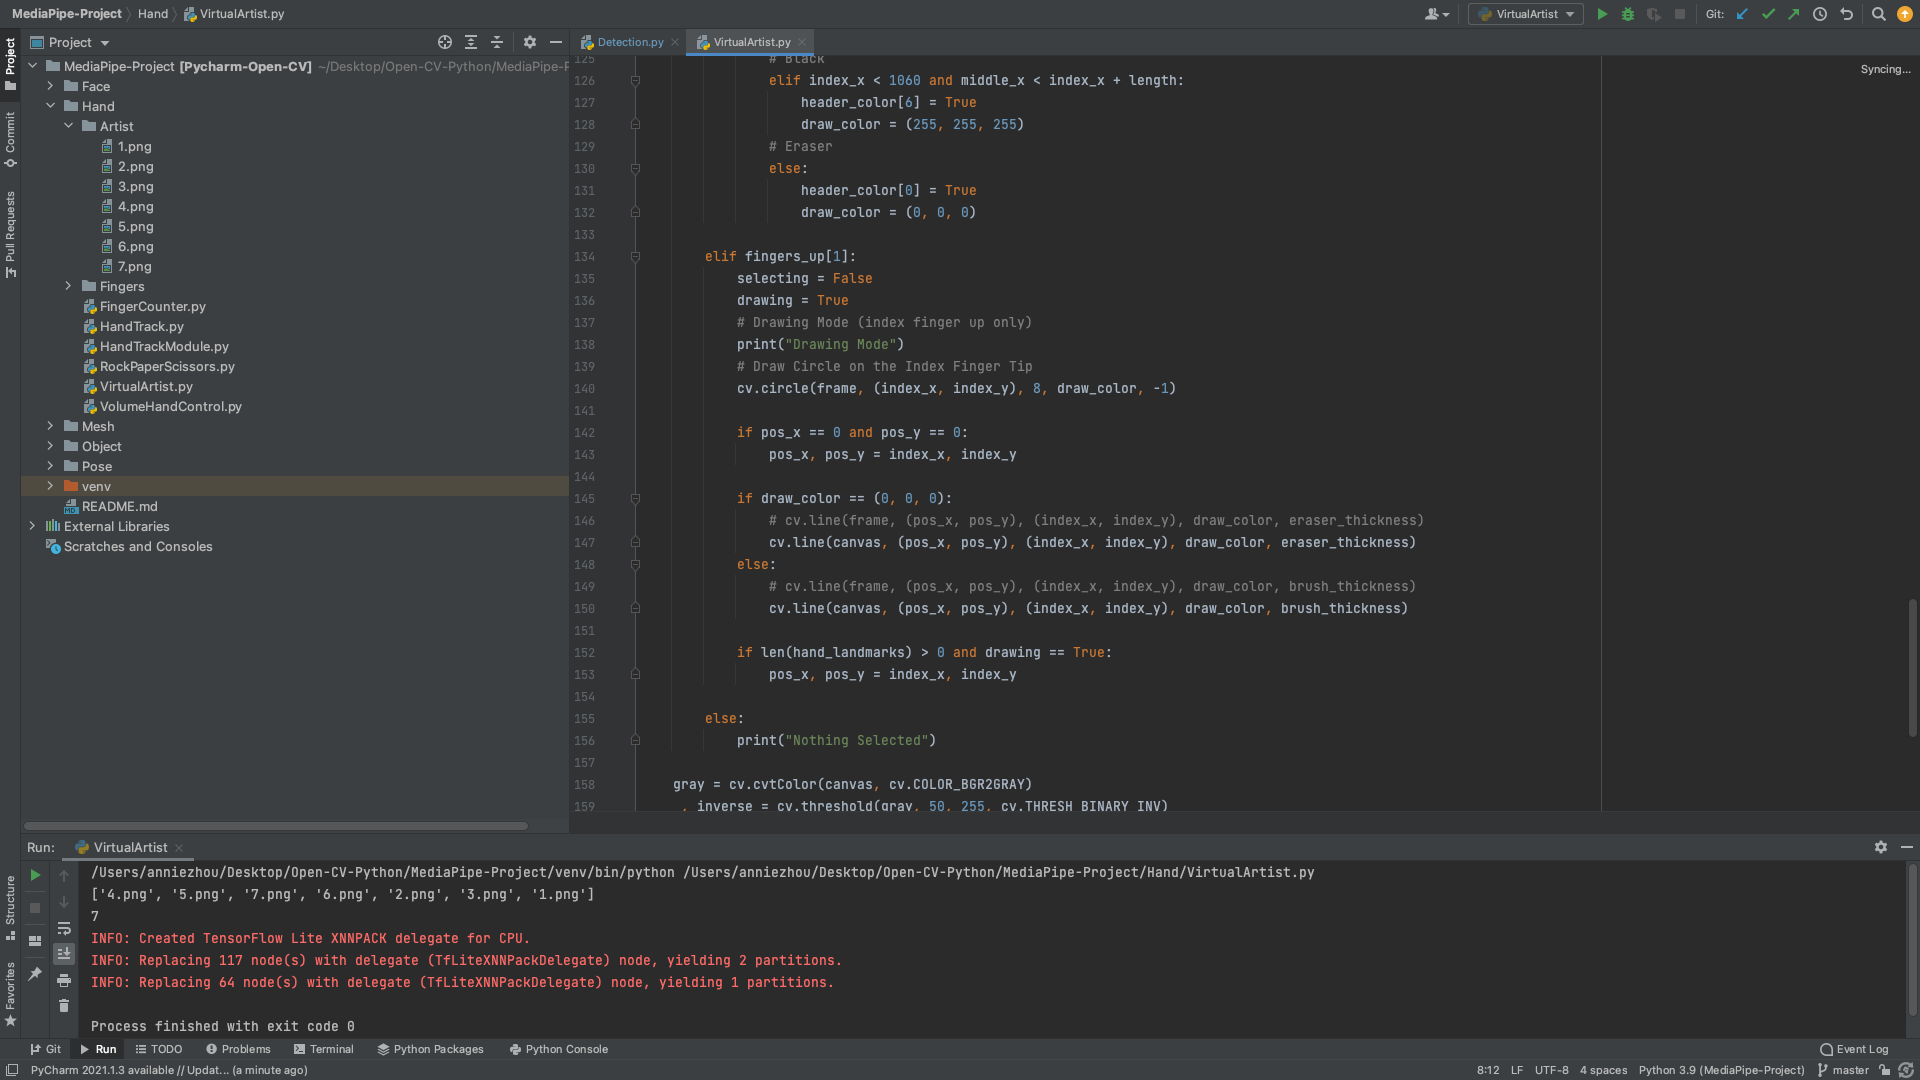 MediaPipe-Project
Hand
VirtualArtist.py
VirtualArtist
Git:
Project
Detection.py
VirtualArtist.py
Syncing...
Project
Commit
Pull Requests
Structure
Favorites
MediaPipe-Project [Pycharm-Open-CV] ~/Desktop/Open-CV-Python/MediaPipe-P
Face
Hand
Artist
1.png
2.png
3.png
4.png
5.png
6.png
7.png
Fingers
FingerCounter.py
HandTrack.py
HandTrackModule.py
RockPaperScissors.py
VirtualArtist.py
VolumeHandControl.py
Mesh
Object
Pose
venv
README.md
External Libraries
Scratches and Consoles
125 # Black
126 elif index_x < 1060 and middle_x < index_x + length:
127 header_color[6] = True
128 draw_color = (255, 255, 255)
129 # Eraser
130 else:
131 header_color[0] = True
132 draw_color = (0, 0, 0)
133
134 elif fingers_up[1]:
135 selecting = False
136 drawing = True
137 # Drawing Mode (index finger up only)
138 print("Drawing Mode")
139 # Draw Circle on the Index Finger Tip
140 cv.circle(frame, (index_x, index_y), 8, draw_color, -1)
141
142 if pos_x == 0 and pos_y == 0:
143 pos_x, pos_y = index_x, index_y
144
145 if draw_color == (0, 0, 0):
146 # cv.line(frame, (pos_x, pos_y), (index_x, index_y), draw_color, eraser_thickness)
147 cv.line(canvas, (pos_x, pos_y), (index_x, index_y), draw_color, eraser_thickness)
148 else:
149 # cv.line(frame, (pos_x, pos_y), (index_x, index_y), draw_color, brush_thickness)
150 cv.line(canvas, (pos_x, pos_y), (index_x, index_y), draw_color, brush_thickness)
151
152 if len(hand_landmarks) > 0 and drawing == True:
153 pos_x, pos_y = index_x, index_y
154
155 else:
156 print("Nothing Selected")
157
158 gray = cv.cvtColor(canvas, cv.COLOR_BGR2GRAY)
159 _, inverse = cv.threshold(gray, 50, 255, cv.THRESH_BINARY_INV)
Run:
VirtualArtist
/Users/anniezhou/Desktop/Open-CV-Python/MediaPipe-Project/venv/bin/python /Users/anniezhou/Desktop/Open-CV-Python/MediaPipe-Project/Hand/VirtualArtist.py
['4.png', '5.png', '7.png', '6.png', '2.png', '3.png', '1.png']
7
INFO: Created TensorFlow Lite XNNPACK delegate for CPU.
INFO: Replacing 117 node(s) with delegate (TfLiteXNNPackDelegate) node, yielding 2 partitions.
INFO: Replacing 64 node(s) with delegate (TfLiteXNNPackDelegate) node, yielding 1 partitions.
Process finished with exit code 0
Git
Run
TODO
Problems
Terminal
Python Packages
Python Console
Event Log
PyCharm 2021.1.3 available // Updat... (a minute ago)
8:12
LF
UTF-8
4 spaces
Python 3.9 (MediaPipe-Project)
master